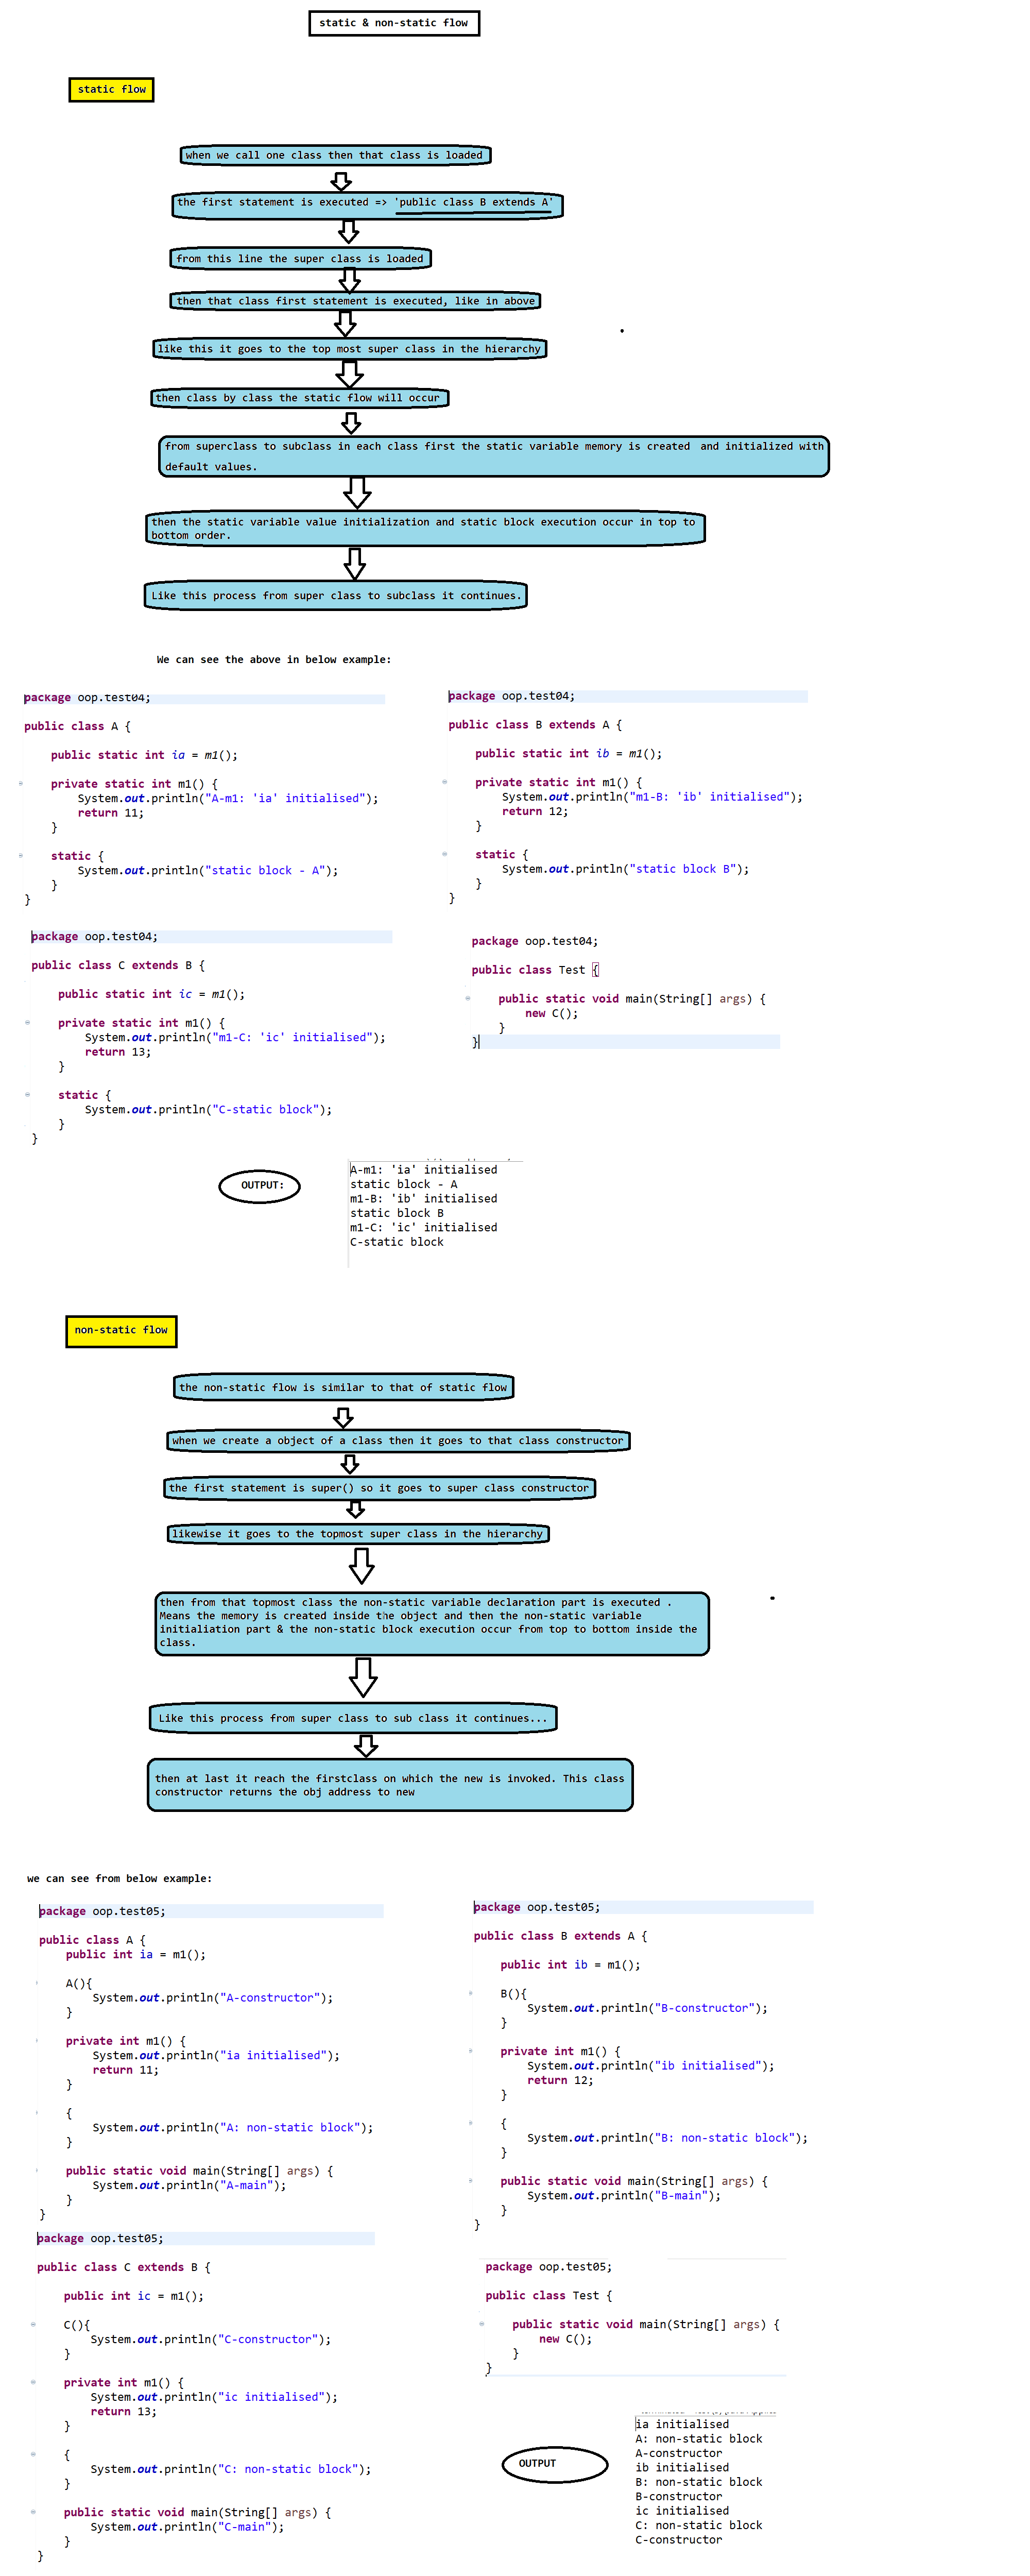 static & non-static flow
static flow
when we call one class then that class is loaded
the first statement is executed => 'public class B extends A'
from this line the super class is loaded
then that class first statement is executed, like in above
like this it goes to the top most super class in the hierarchy
then class by class the static flow will occur
from superclass to subclass in each class first the static variable memory is created and initialized with
default values.
then the static variable value initialization and static block execution occur in top to
bottom order.
Like this process from super class to subclass it continues.
We can see the above in below example:
package oop.test04;
public class A {
public static int ia = m1();
private static int m1() {
System.out.println("A-m1: 'ia' initialised");
return 11;
}
static {
System.out.println("static block - A");
}
}
package oop.test04;
public class B extends A {
public static int ib = m1();
private static int m1() {
System.out.println("m1-B: 'ib' initialised");
return 12;
}
static {
System.out.println("static block B");
}
}
package oop.test04;
public class C extends B {
public static int ic = m1();
private static int m1() {
System.out.println("m1-C: 'ic' initialised");
return 13;
}
static {
System.out.println("C-static block");
}
}
package oop.test04;
public class Test {
public static void main(String[] args) {
new C();
}
}
OUTPUT:
A-m1: 'ia' initialised
static block - A
m1-B: 'ib' initialised
static block B
m1-C: 'ic' initialised
C-static block
non-static flow
the non-static flow is similar to that of static flow
when we create a object of a class then it goes to that class constructor
the first statement is super() so it goes to super class constructor
likewise it goes to the topmost super class in the hierarchy
then from that topmost class the non-static variable declaration part is executed .
Means the memory is created inside the object and then the non-static variable
initialiation part & the non-static block execution occur from top to bottom inside the
class.
Like this process from super class to sub class it continues...
then at last it reach the firstclass on which the new is invoked. This class
constructor returns the obj address to new
we can see from below example:
package oop.test05;
public class A {
public int ia = m1();
A(){
System.out.println("A-constructor");
}
private int m1() {
System.out.println("ia initialised");
return 11;
}
{
System.out.println("A: non-static block");
}
public static void main(String[] args) {
System.out.println("A-main");
}
}
package oop.test05;
public class B extends A {
public int ib = m1();
B(){
System.out.println("B-constructor");
}
private int m1() {
System.out.println("ib initialised");
return 12;
}
{
System.out.println("B: non-static block");
}
public static void main(String[] args) {
System.out.println("B-main");
}
}
package oop.test05;
public class C extends B {
public int ic = m1();
C(){
System.out.println("C-constructor");
}
private int m1() {
System.out.println("ic initialised");
return 13;
}
{
System.out.println("C: non-static block");
}
public static void main(String[] args) {
System.out.println("C-main");
}
}
package oop.test05;
public class Test {
public static void main(String[] args) {
new C();
}
}
OUTPUT
ia initialised
A: non-static block
A-constructor
ib initialised
B: non-static block
B-constructor
ic initialised
C: non-static block
C-constructor